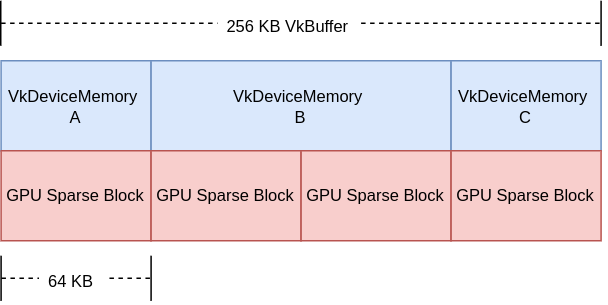 256 KB VkBuffer
VkDeviceMemory
A
VkDeviceMemory
B
VkDeviceMemory
C
GPU Sparse Block
GPU Sparse Block
GPU Sparse Block
GPU Sparse Block
64 KB